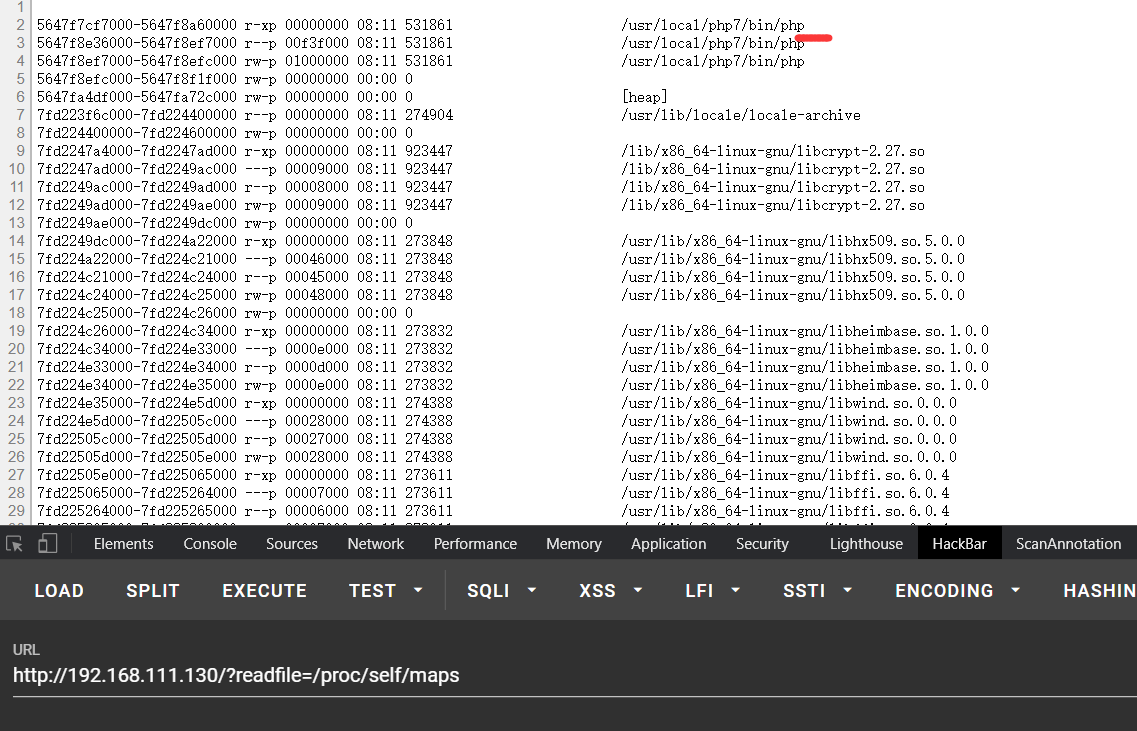 1
2 5647f7cf7000-5647f8a60000 r-xp 00000000 08:11 531861 /usr/local/php7/bin/php
3 5647f8e36000-5647f8ef7000 r--p 00f3f000 08:11 531861 /usr/local/php7/bin/php
4 5647f8ef7000-5647f8efc000 rw-p 01000000 08:11 531861 /usr/local/php7/bin/php
5 5647f8efc000-5647f8f1f000 rw-p 00000000 00:00 0
6 5647fa4df000-5647fa72c000 rw-p 00000000 00:00 0 [heap]
7 7fd223f6c000-7fd224400000 r--p 00000000 08:11 274904 /usr/lib/locale/locale-archive
8 7fd224400000-7fd224600000 rw-p 00000000 00:00 0
9 7fd2247a4000-7fd2247ad000 r-xp 00000000 08:11 923447 /lib/x86_64-linux-gnu/libcrypt-2.27.so
10 7fd2247ad000-7fd2249ac000 ---p 00009000 08:11 923447 /lib/x86_64-linux-gnu/libcrypt-2.27.so
11 7fd2249ac000-7fd2249ad000 r--p 00008000 08:11 923447 /lib/x86_64-linux-gnu/libcrypt-2.27.so
12 7fd2249ad000-7fd2249ae000 rw-p 00009000 08:11 923447 /lib/x86_64-linux-gnu/libcrypt-2.27.so
13 7fd2249ae000-7fd2249dc000 rw-p 00000000 00:00 0
14 7fd2249dc000-7fd224a22000 r-xp 00000000 08:11 273848 /usr/lib/x86_64-linux-gnu/libhx509.so.5.0.0
15 7fd224a22000-7fd224c21000 ---p 00046000 08:11 273848 /usr/lib/x86_64-linux-gnu/libhx509.so.5.0.0
16 7fd224c21000-7fd224c24000 r--p 00045000 08:11 273848 /usr/lib/x86_64-linux-gnu/libhx509.so.5.0.0
17 7fd224c24000-7fd224c25000 rw-p 00048000 08:11 273848 /usr/lib/x86_64-linux-gnu/libhx509.so.5.0.0
18 7fd224c25000-7fd224c26000 rw-p 00000000 00:00 0
19 7fd224c26000-7fd224c34000 r-xp 00000000 08:11 273832 /usr/lib/x86_64-linux-gnu/libheimbase.so.1.0.0
20 7fd224c34000-7fd224e33000 ---p 0000e000 08:11 273832 /usr/lib/x86_64-linux-gnu/libheimbase.so.1.0.0
21 7fd224e33000-7fd224e34000 r--p 0000d000 08:11 273832 /usr/lib/x86_64-linux-gnu/libheimbase.so.1.0.0
22 7fd224e34000-7fd224e35000 rw-p 0000e000 08:11 273832 /usr/lib/x86_64-linux-gnu/libheimbase.so.1.0.0
23 7fd224e35000-7fd224e5d000 r-xp 00000000 08:11 274388 /usr/lib/x86_64-linux-gnu/libwind.so.0.0.0
24 7fd224e5d000-7fd22505c000 ---p 00028000 08:11 274388 /usr/lib/x86_64-linux-gnu/libwind.so.0.0.0
25 7fd22505c000-7fd22505d000 r--p 00027000 08:11 274388 /usr/lib/x86_64-linux-gnu/libwind.so.0.0.0
26 7fd22505d000-7fd22505e000 rw-p 00028000 08:11 274388 /usr/lib/x86_64-linux-gnu/libwind.so.0.0.0
27 7fd22505e000-7fd225065000 r-xp 00000000 08:11 273611 /usr/lib/x86_64-linux-gnu/libffi.so.6.0.4
28 7fd225065000-7fd225264000 ---p 00007000 08:11 273611 /usr/lib/x86_64-linux-gnu/libffi.so.6.0.4
29 7fd225264000-7fd225265000 r--p 00006000 08:11 273611 /usr/lib/x86_64-linux-gnu/libffi.so.6.0.4
Elements Console Sources Network Performance Memory Application Security Lighthouse HackBar ScanAnnotation
LOAD SPLIT EXECUTE TEST SQLI XSS LFI SSTI ENCODING HASHIN
URL
http://192.168.111.130/?readfile=/proc/self/maps